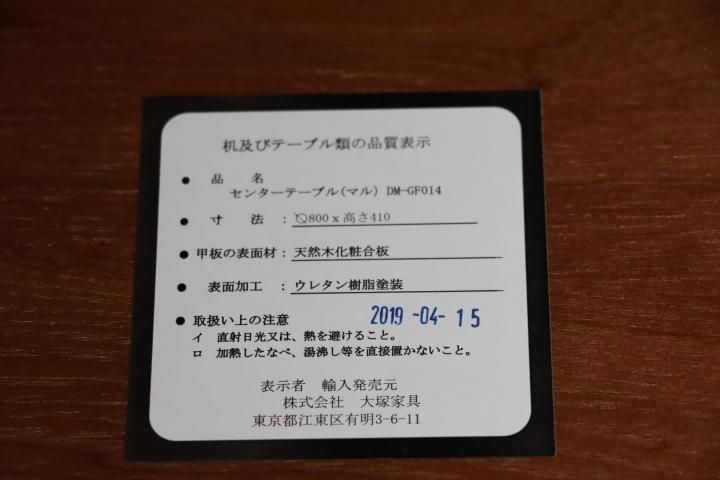 机及びテーブル類の品質表示
● 品　名
センターテーブル(マル) DM-GF014
● 寸　法 : ∅800x高さ410
● 甲板の表面材 : 天然木化粧合板
● 表面加工 : ウレタン樹脂塗装
● 取扱い上の注意 2019 -04- 15
イ 直射日光又は、熱を避けること。
ロ 加熱したなべ、湯沸し等を直接置かないこと。
表示者 輸入発売元
株式会社 大塚家具
東京都江東区有明3-6-11